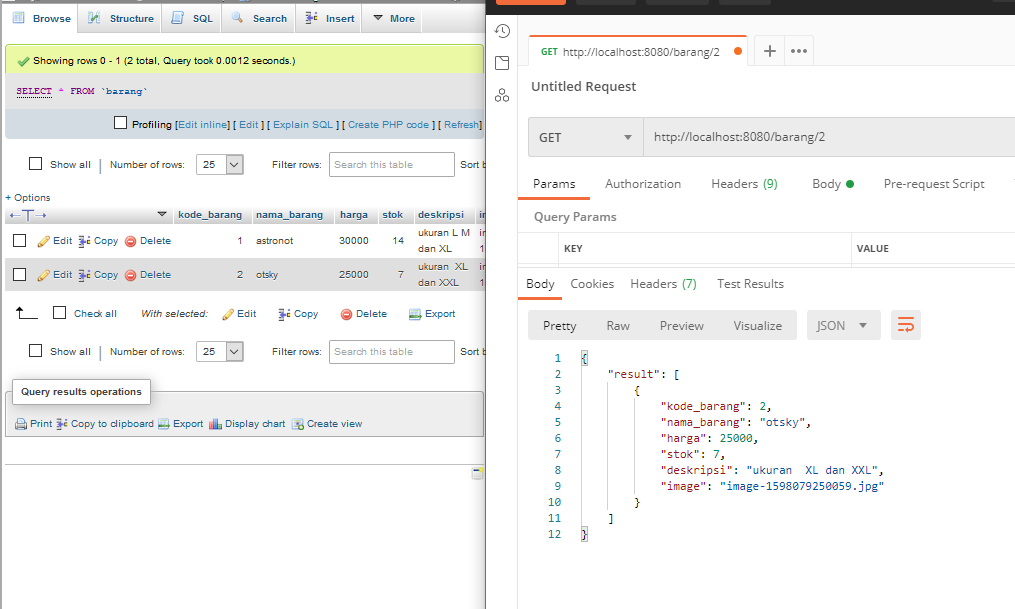 Browse Structure SQL Search Insert More
Showing rows 0 - 1 (2 total, Query took 0.0012 seconds.)
SELECT * FROM `barang`
Profiling [Edit inline] [ Edit ] [ Explain SQL ] [ Create PHP code ] [ Refresh]
Show all | Number of rows: 25 Filter rows: Search this table Sort b
+ Options
←T→ kode_barang nama_barang harga stok deskripsi
Edit Copy Delete 1 astronot 30000 14 ukuran L M
dan XL
Edit Copy Delete 2 otsky 25000 7 ukuran XL
dan XXL
Check all With selected: Edit Copy Delete Export
Show all | Number of rows: 25 Filter rows: Search this table Sort b
Query results operations
Print Copy to clipboard Export Display chart Create view
GET http://localhost:8080/barang/2 + •••
Untitled Request
GET http://localhost:8080/barang/2
Params Authorization Headers (9) Body Pre-request Script
Query Params
KEY VALUE
Body Cookies Headers (7) Test Results
Pretty Raw Preview Visualize JSON
1 {
2 "result": [
3 {
4 "kode_barang": 2,
5 "nama_barang": "otsky",
6 "harga": 25000,
7 "stok": 7,
8 "deskripsi": "ukuran  XL dan XXL",
9 "image": "image-1598079250059.jpg"
10 }
11 ]
12 }